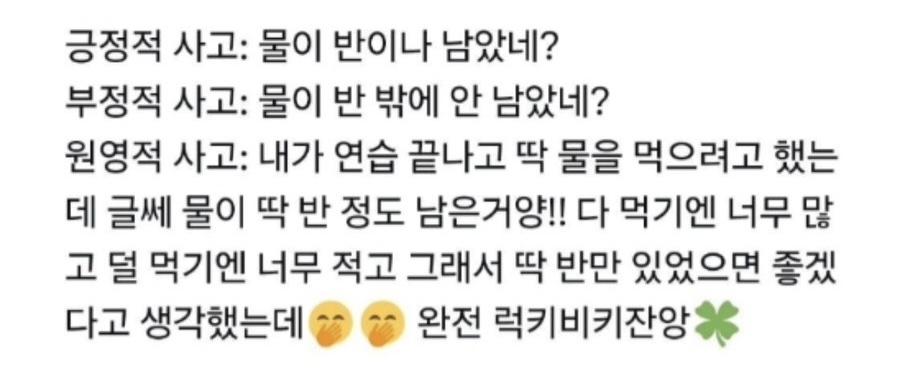 긍정적 사고: 물이 반이나 남았네?
부정적 사고: 물이 반 밖에 안 남았네?
원영적 사고: 내가 연습 끝나고 딱 물을 먹으려고 했는
데 글쎄 물이 딱 반 정도 남은거양!! 다 먹기엔 너무 많
고 덜 먹기엔 너무 적고 그래서 딱 반만 있었으면 좋겠
다고 생각했는데🤭🤭 완전 럭키비키잔앙🍀